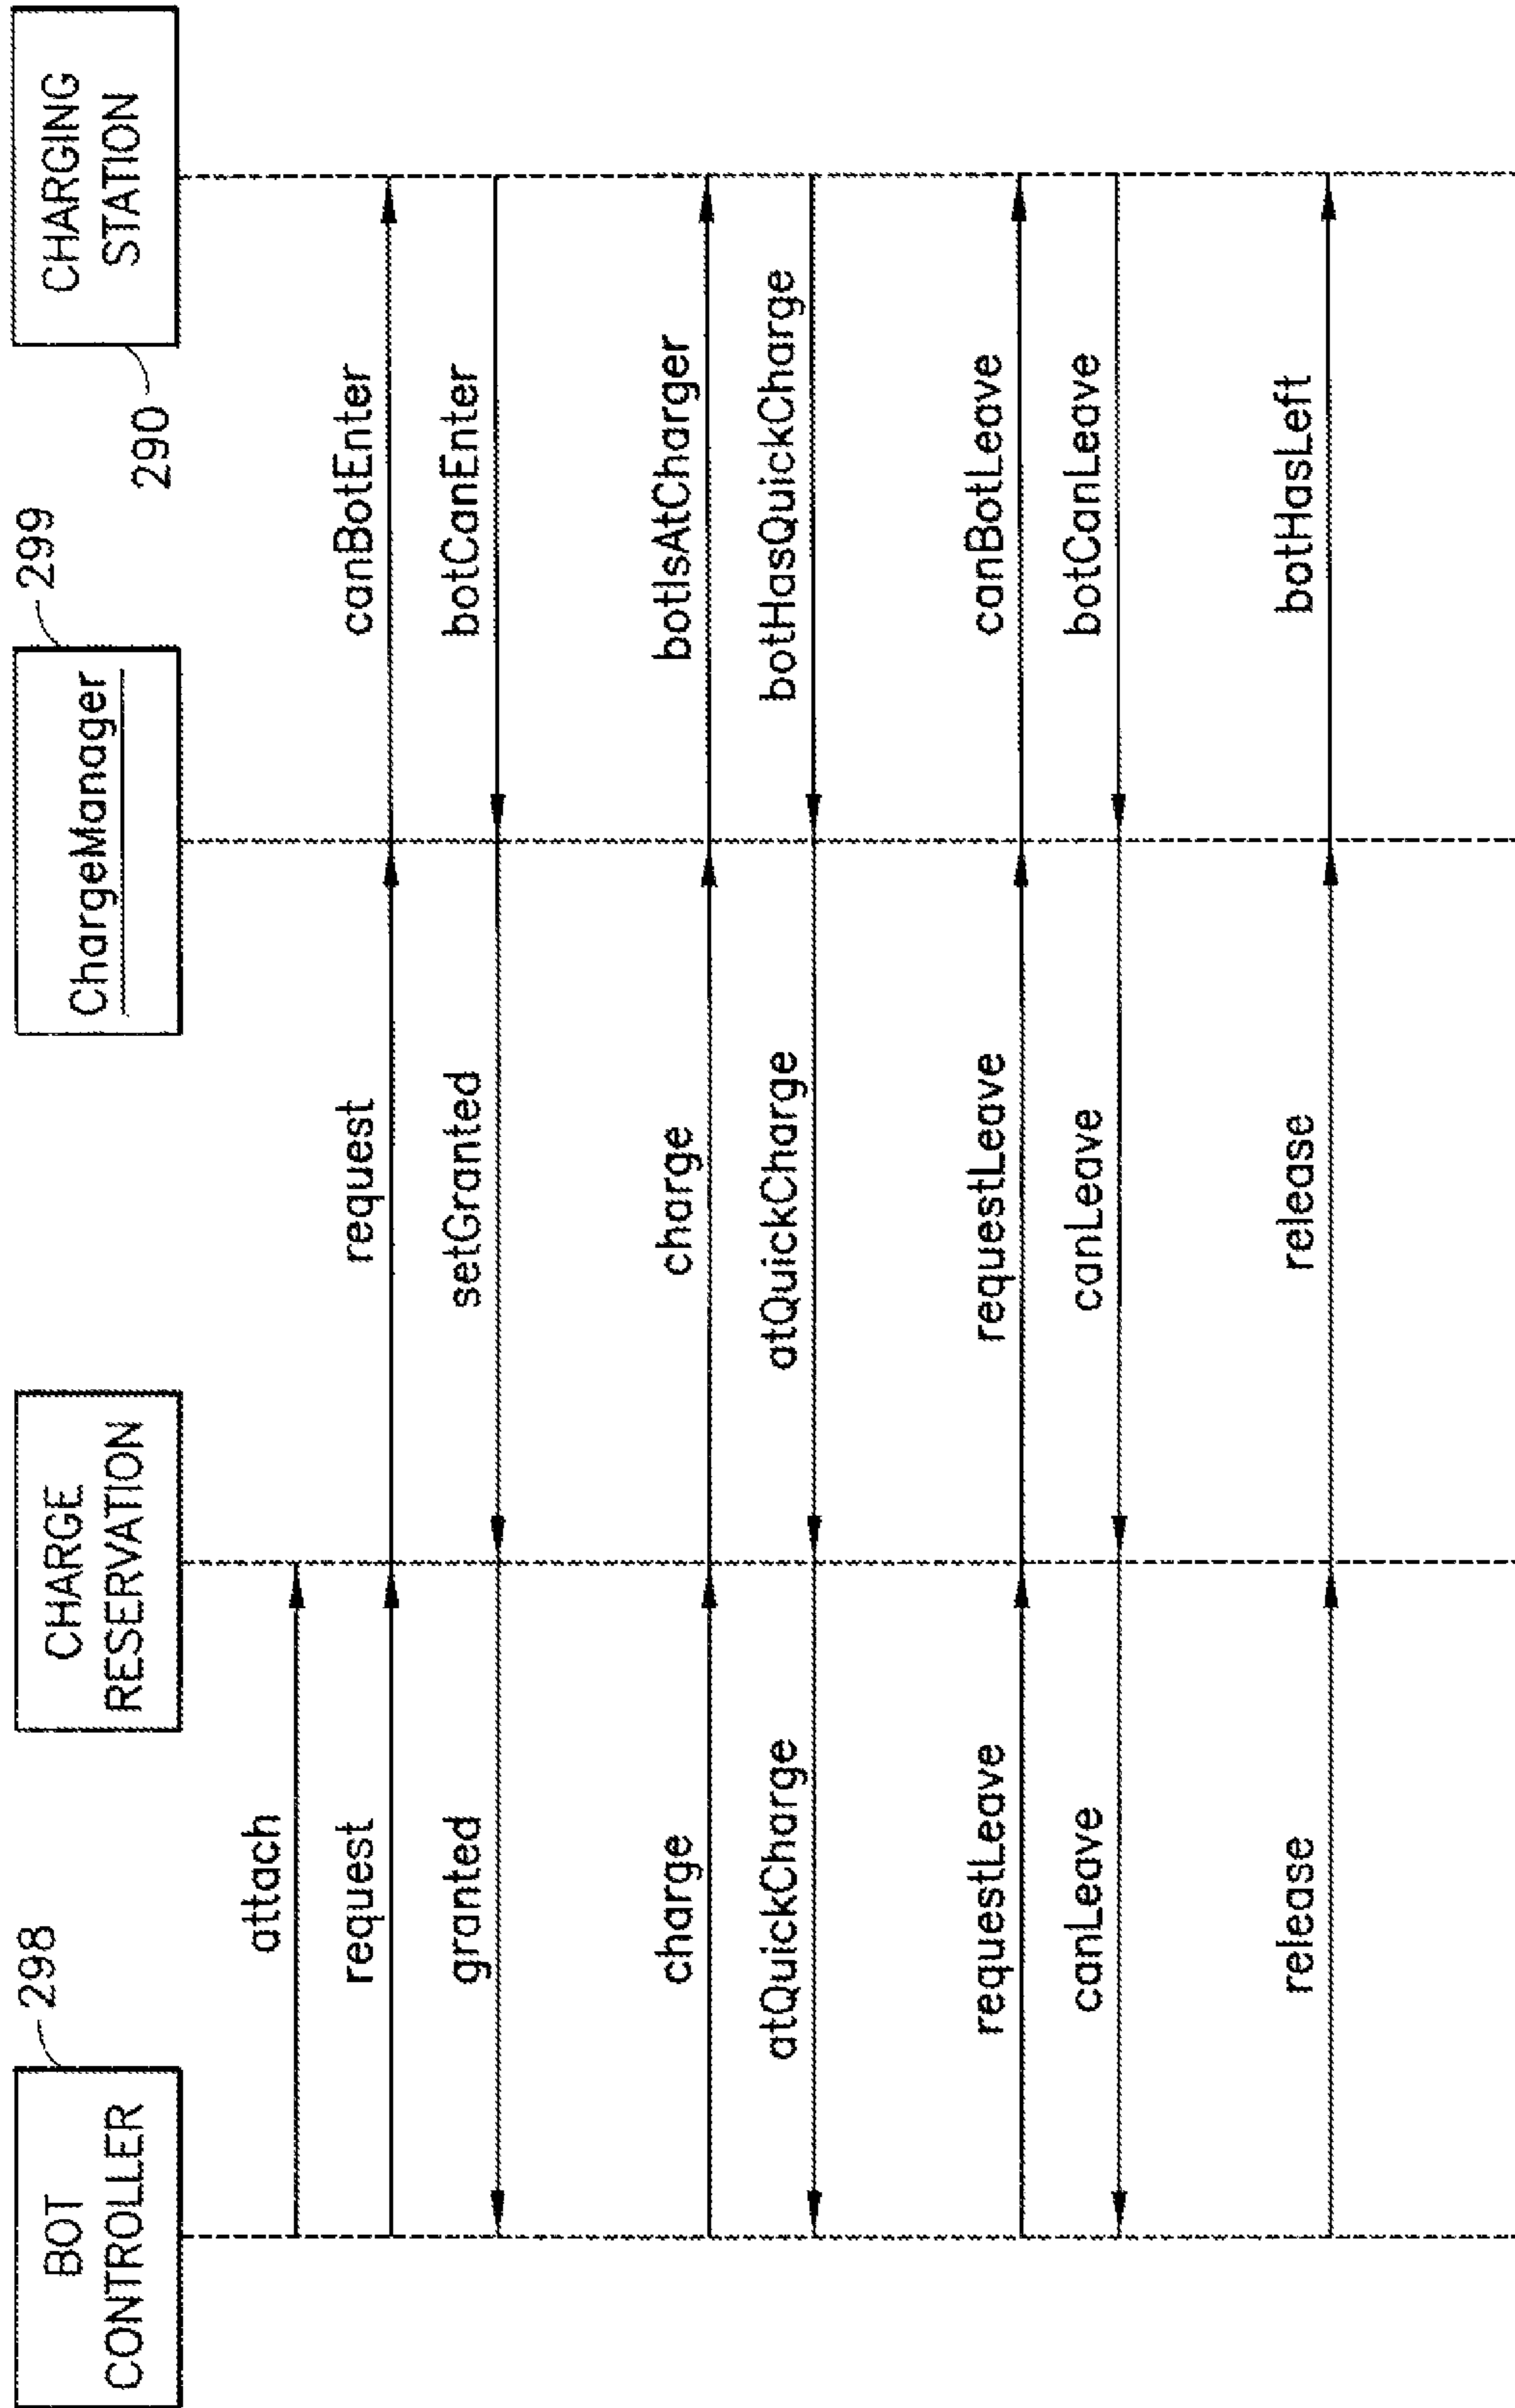 BOT
CONTROLLER
298
CHARGE
RESERVATION
ChargeManager
299
CHARGING
STATION
290
attach
request
request
canBotEnter
granted
setGranted
botCanEnter
charge
charge
botIsAtCharger
atQuickCharge
atQuickCharge
botHasQuickCharge
requestLeave
requestLeave
canBotLeave
canLeave
canLeave
botCanLeave
release
release
botHasLeft